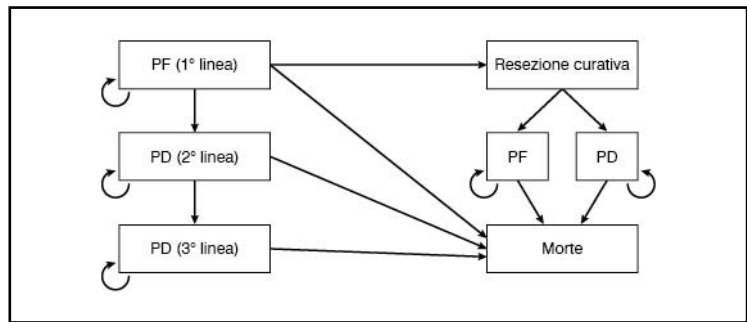 PF (1° linea)
Resezione curativa
PD (2° linea)
PF
PD
PD (3° linea)
Morte